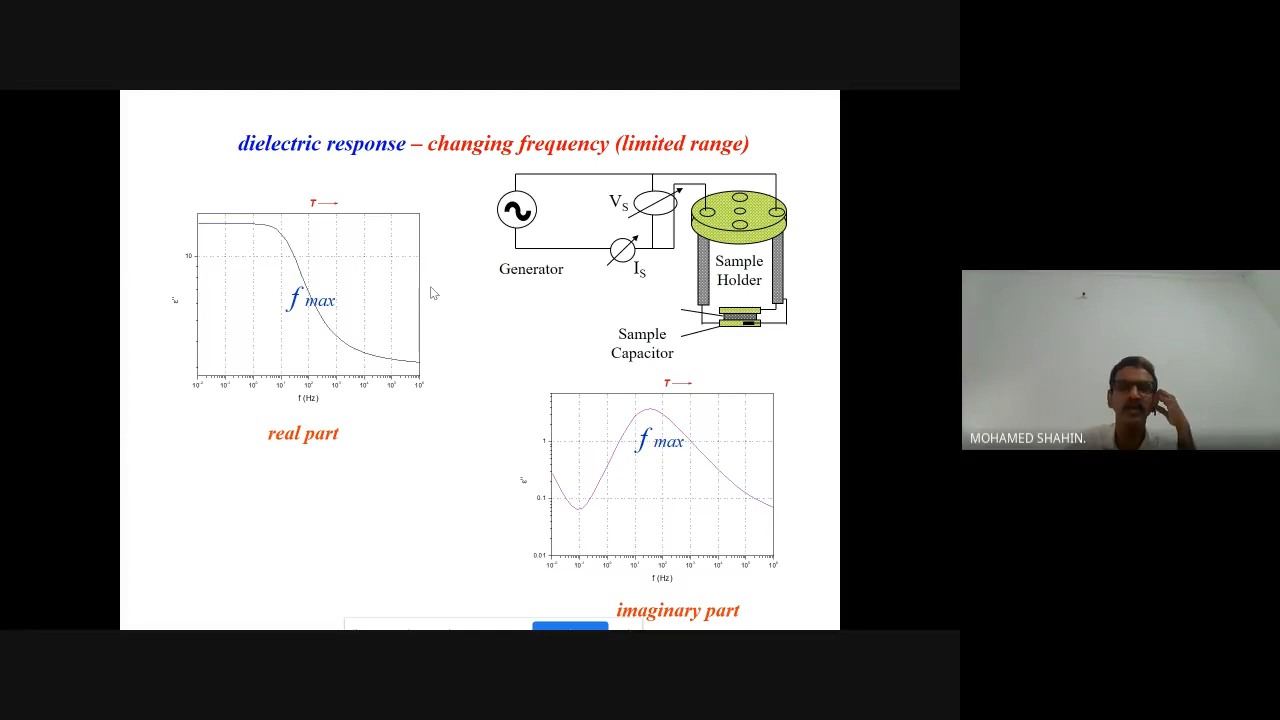 dielectric response – changing frequency (limited range)
T
10
ε'
f max
10⁻² 10⁻¹ 10⁰ 10¹ 10² 10³ 10⁴ 10⁵ 10⁶
f (Hz)
real part
V_S
I_S
Generator
Sample
Holder
Sample
Capacitor
T
1
0.1
0.01
ε''
f max
10⁻² 10⁻¹ 10⁰ 10¹ 10² 10³ 10⁴ 10⁵ 10⁶
f (Hz)
imaginary part
MOHAMED SHAHIN.